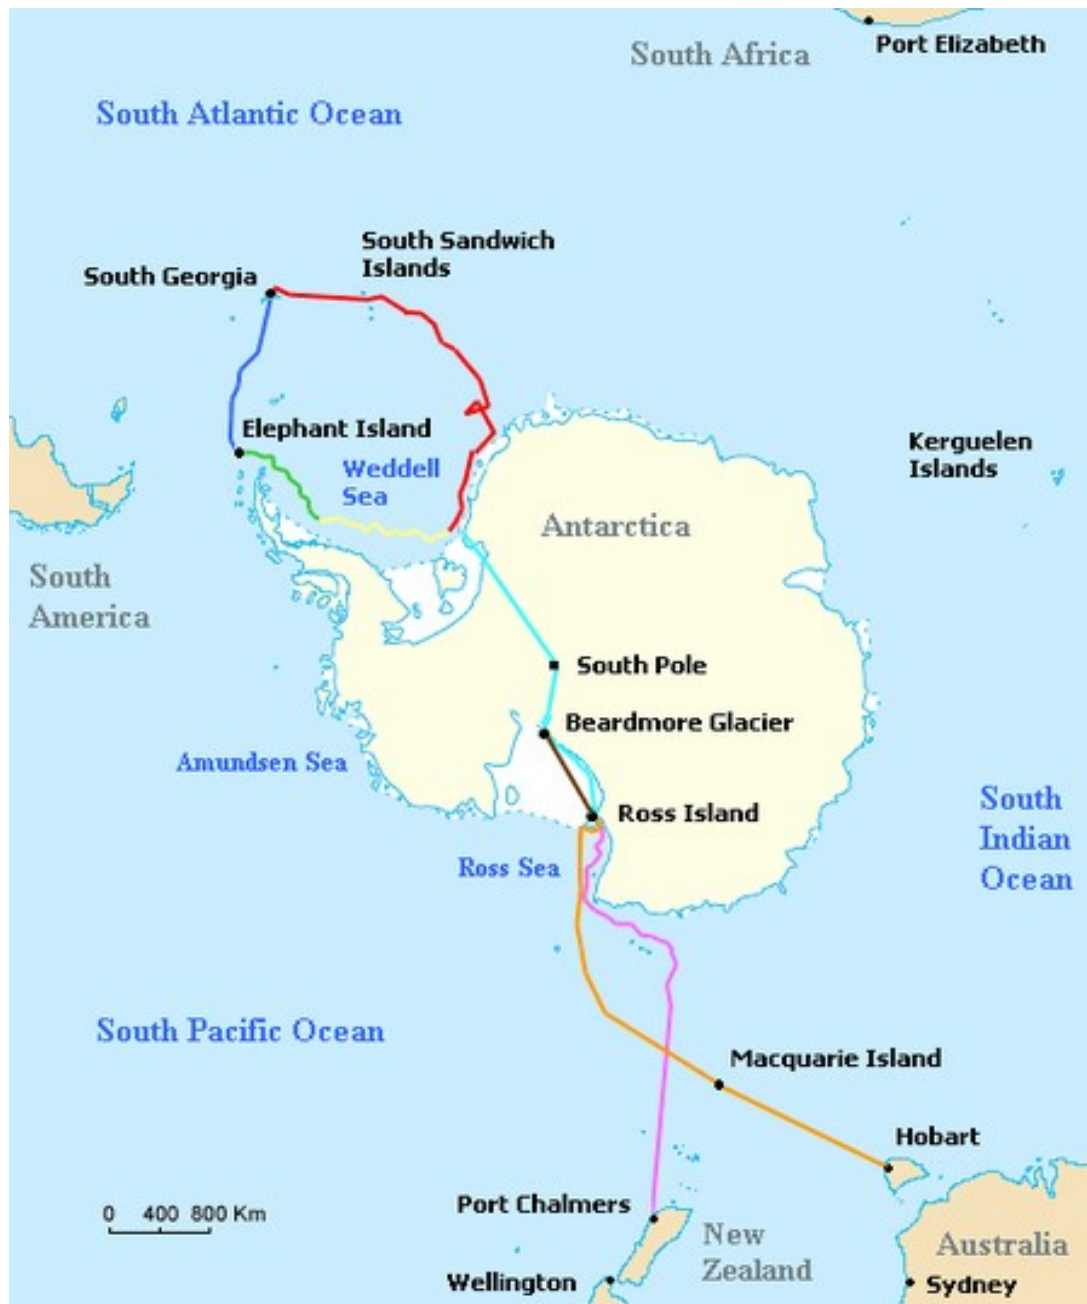 South Africa
Port Elizabeth
South Atlantic Ocean
South Sandwich
Islands
South Georgia
Elephant Island
Weddell
Sea
Kerguelen
Islands
Antarctica
South
America
South Pole
Beardmore Glacier
Amundsen Sea
Ross Island
South
Indian
Ocean
Ross Sea
South Pacific Ocean
Macquarie Island
Hobart
Port Chalmers
0 400 800 Km
New
Zealand
Australia
Wellington
Sydney